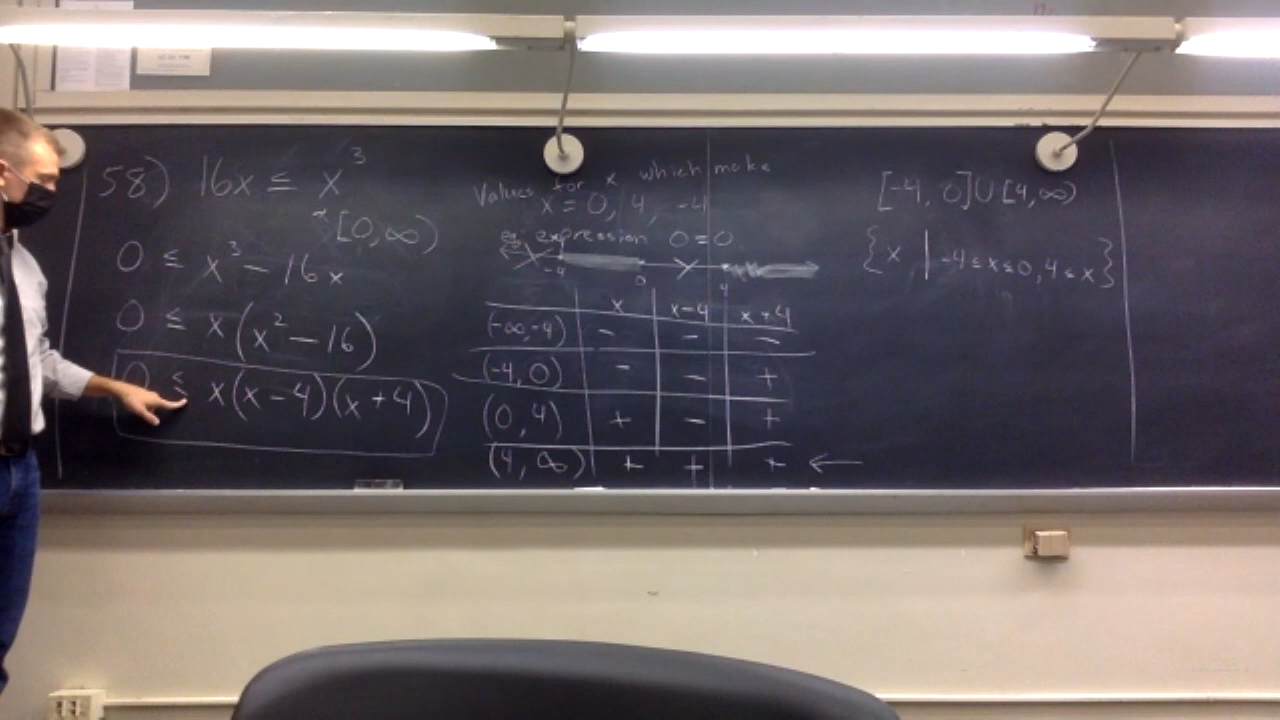 58.) 16x ≤ x³
[0, ∞)
0 ≤ x³ - 16x
0 ≤ x(x² - 16)
0 ≤ x(x-4)(x+4)
Values for x which make
x = 0, 4, -4
expression 0=0
-4 0 4
x x-4 x+4
(-∞,-4) - - -
(-4, 0) - - +
(0, 4) + - +
(4, ∞) + + + ←
[-4, 0]∪[4,∞)
{x | -4≤x≤0, 4≤x}